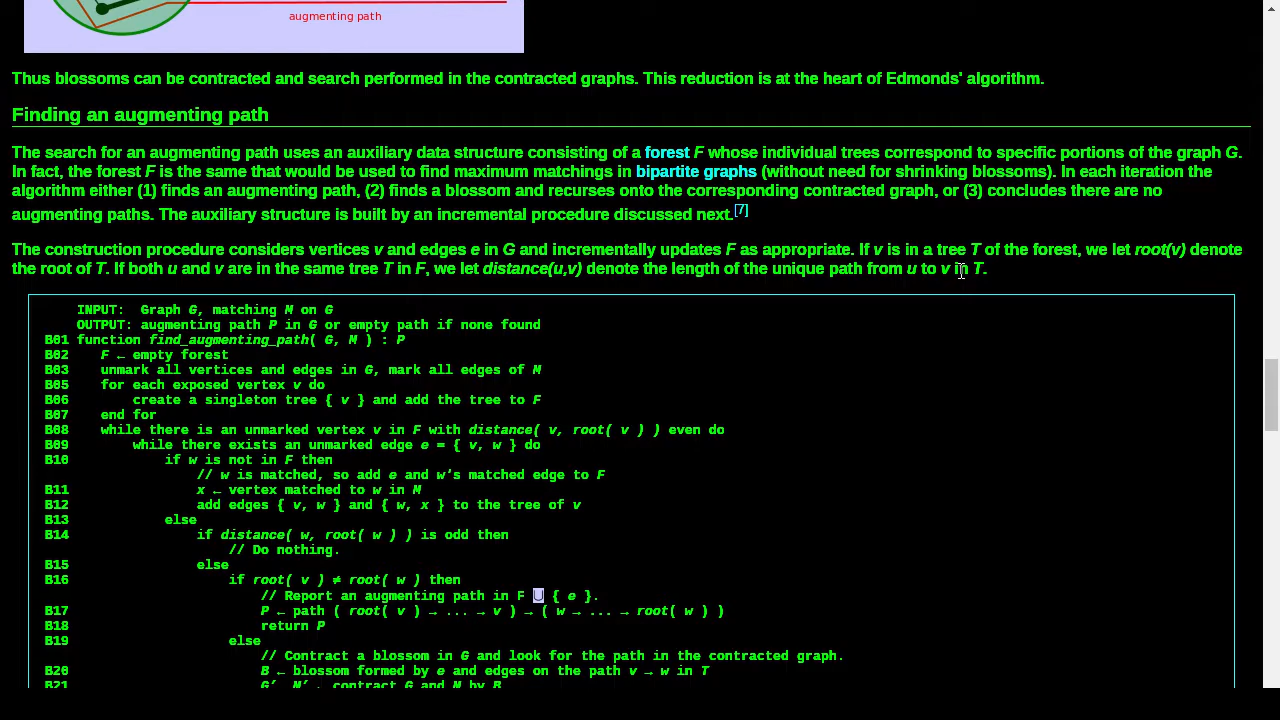 augmenting path
Thus blossoms can be contracted and search performed in the contracted graphs. This reduction is at the heart of Edmonds' algorithm.
Finding an augmenting path
The search for an augmenting path uses an auxiliary data structure consisting of a forest F whose individual trees correspond to specific portions of the graph G.
In fact, the forest F is the same that would be used to find maximum matchings in bipartite graphs (without need for shrinking blossoms). In each iteration the
algorithm either (1) finds an augmenting path, (2) finds a blossom and recurses onto the corresponding contracted graph, or (3) concludes there are no
augmenting paths. The auxiliary structure is built by an incremental procedure discussed next.[7]
The construction procedure considers vertices v and edges e in G and incrementally updates F as appropriate. If v is in a tree T of the forest, we let root(v) denote
the root of T. If both u and v are in the same tree T in F, we let distance(u,v) denote the length of the unique path from u to v in T.
INPUT:  Graph G, matching M on G
OUTPUT: augmenting path P in G or empty path if none found
B01 function find_augmenting_path( G, M ) : P
B02 F ← empty forest
B03 unmark all vertices and edges in G, mark all edges of M
B05 for each exposed vertex v do
B06 create a singleton tree { v } and add the tree to F
B07 end for
B08 while there is an unmarked vertex v in F with distance( v, root( v ) ) even do
B09 while there exists an unmarked edge e = { v, w } do
B10 if w is not in F then
// w is matched, so add e and w's matched edge to F
B11 x ← vertex matched to w in M
B12 add edges { v, w } and { w, x } to the tree of v
B13 else
B14 if distance( w, root( w ) ) is odd then
// Do nothing.
B15 else
B16 if root( v ) ≠ root( w ) then
// Report an augmenting path in F ∪ { e }.
B17 P ← path ( root( v ) → ... → v ) → ( w → ... → root( w ) )
B18 return P
B19 else
// Contract a blossom in G and look for the path in the contracted graph.
B20 B ← blossom formed by e and edges on the path v → w in T
B21 G', M' ← contract G and M by B